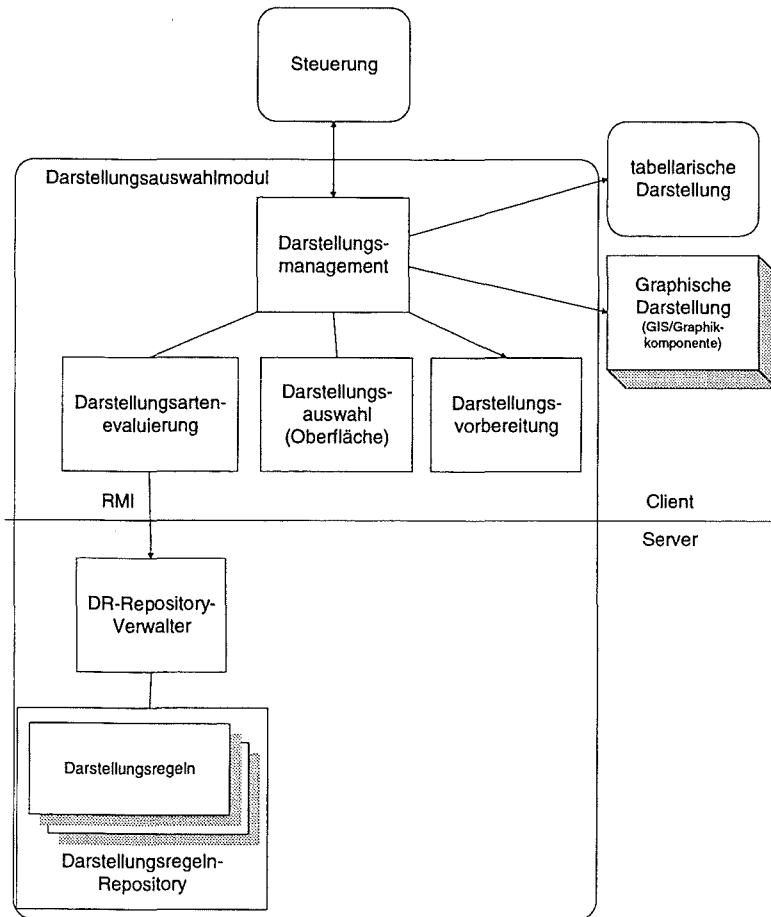 Steuerung
Darstellungsauswahlmodul
tabellarische
Darstellung
Darstellungs-
management
Graphische
Darstellung
(GIS/Graphik-
komponente)
Darstellungsarten-
evaluierung
Darstellungs-
auswahl
(Oberfläche)
Darstellungs-
vorbereitung
RMI
Client
Server
DR-Repository-
Verwalter
Darstellungsregeln
Darstellungsregeln-
Repository